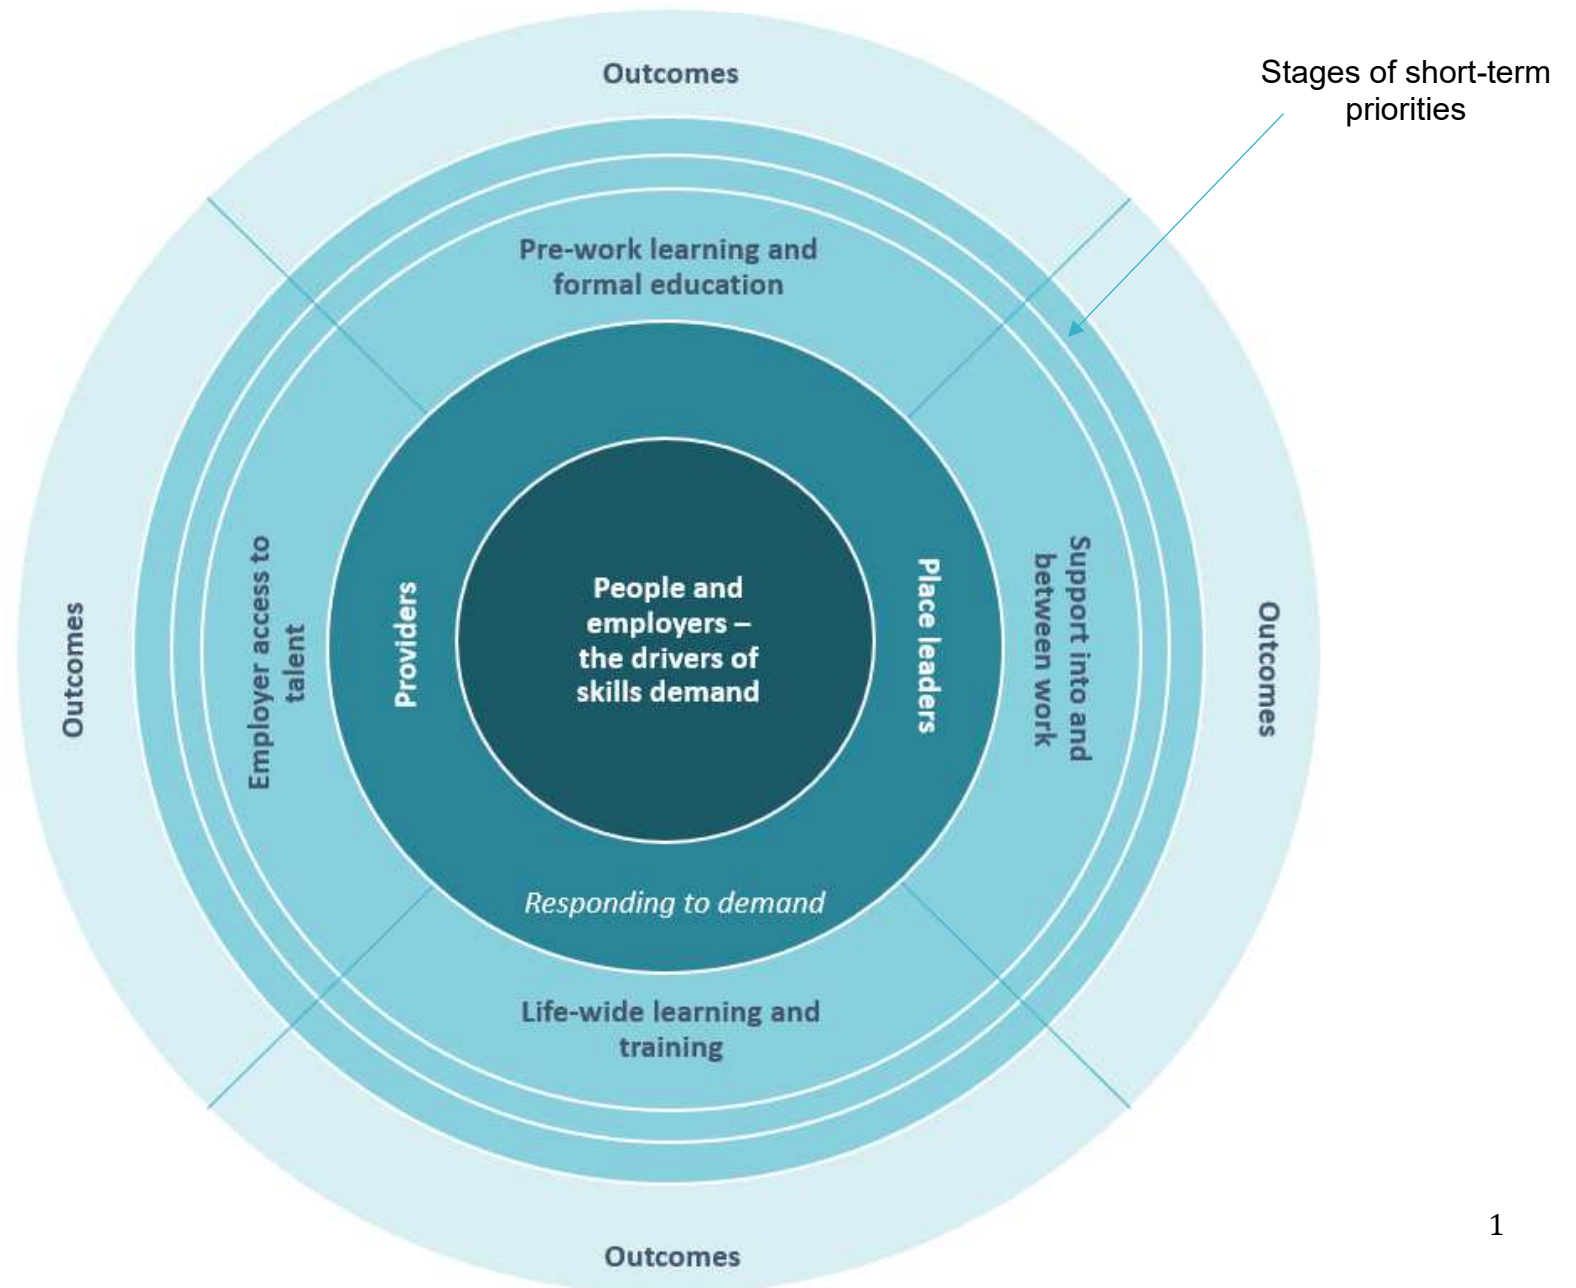 Outcomes
Stages of short-term
priorities
Pre-work learning and
formal education
Employer access to
talent
Providers
People and
employers –
the drivers of
skills demand
Place leaders
Support into and
between work
Outcomes
Outcomes
Responding to demand
Life-wide learning and
training
Outcomes
1